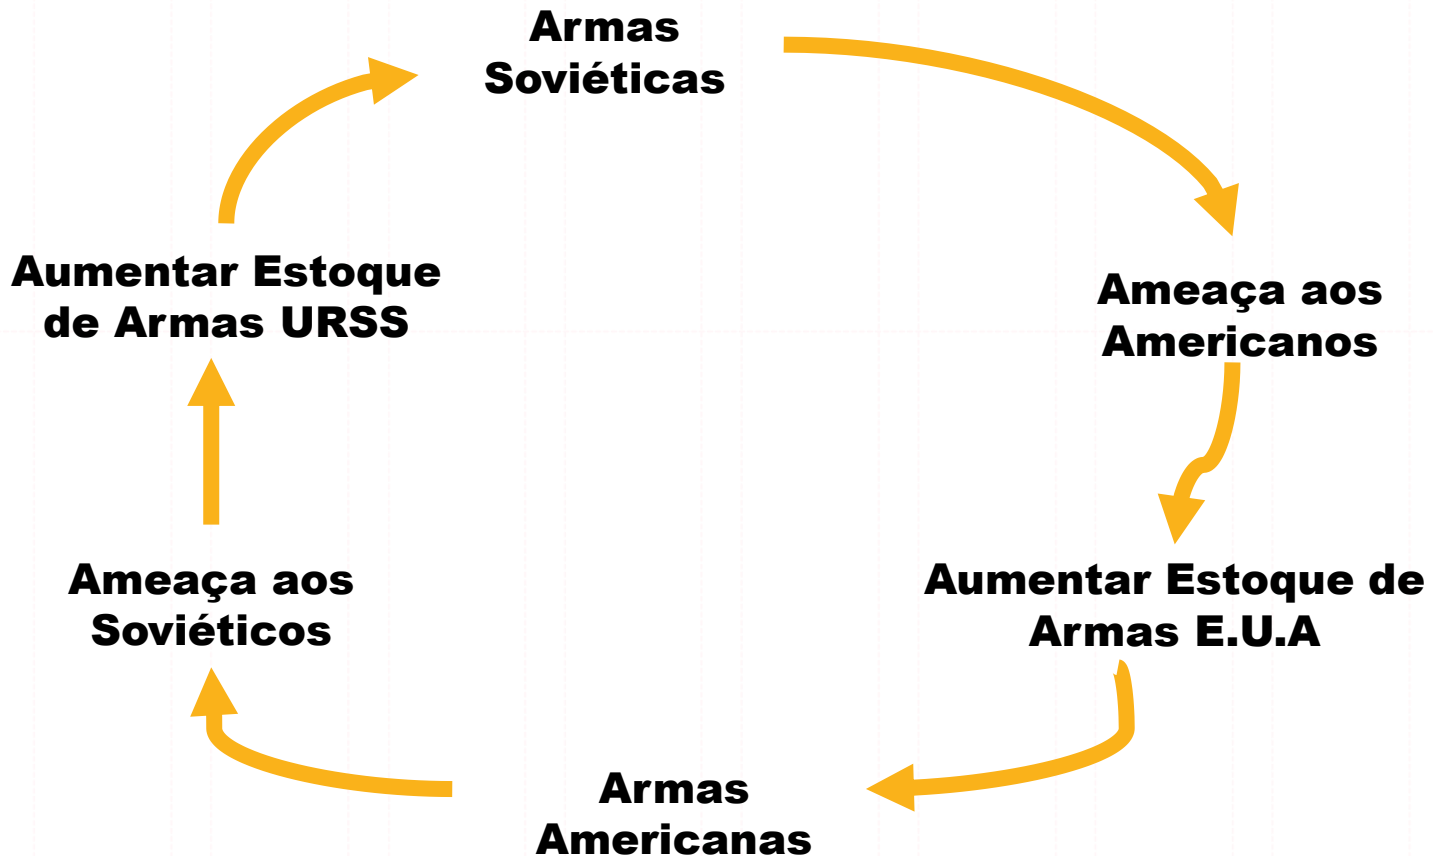 Armas
Soviéticas
Aumentar Estoque
de Armas URSS
Ameaça aos
Americanos
Ameaça aos
Soviéticos
Aumentar Estoque de
Armas E.U.A
Armas
Americanas